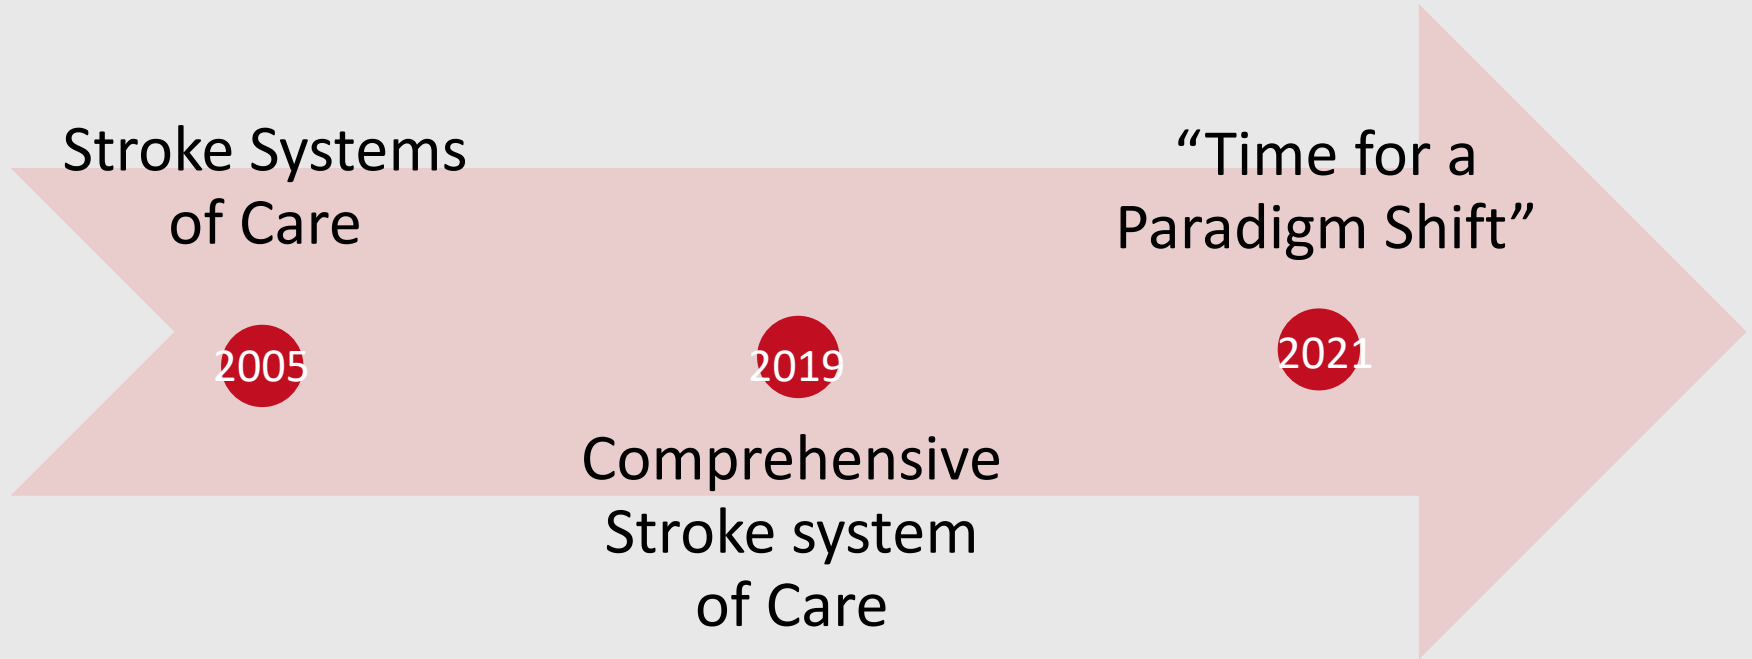 Stroke Systems
of Care
2005
2019
Comprehensive
Stroke system
of Care
“Time for a
Paradigm Shift”
2021